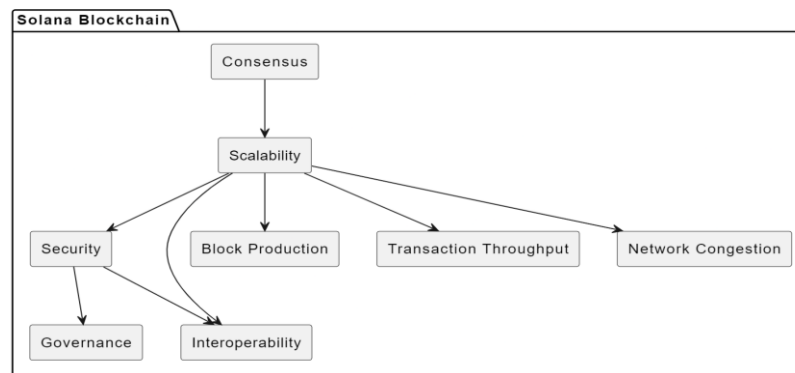 Solana Blockchain
Consensus
Scalability
Security
Block Production
Transaction Throughput
Network Congestion
Governance
Interoperability